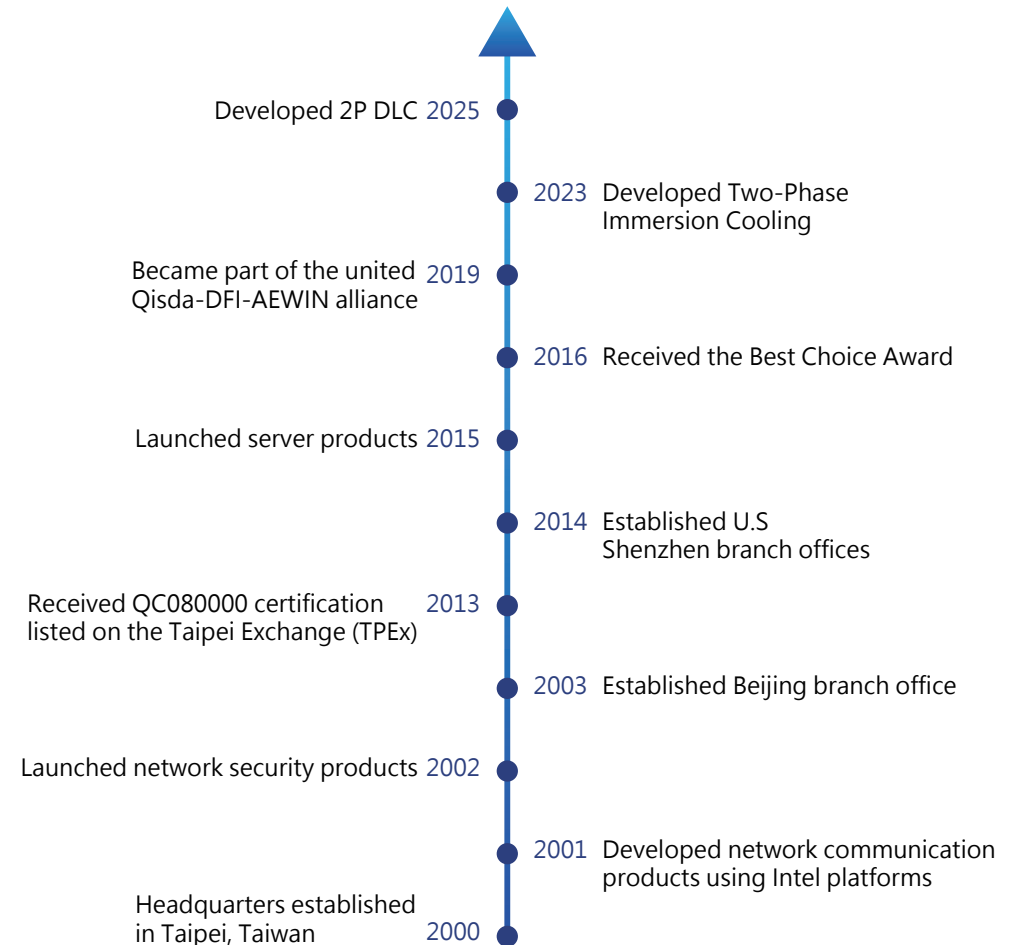 Developed 2P DLC 2025
2023 Developed Two-Phase
Immersion Cooling
Became part of the united 2019
Qisda-DFI-AEWIN alliance
2016 Received the Best Choice Award
Launched server products 2015
2014 Established U.S
Shenzhen branch offices
Received QC080000 certification 2013
listed on the Taipei Exchange (TPEx)
2003 Established Beijing branch office
Launched network security products 2002
2001 Developed network communication
products using Intel platforms
Headquarters established
in Taipei, Taiwan 2000